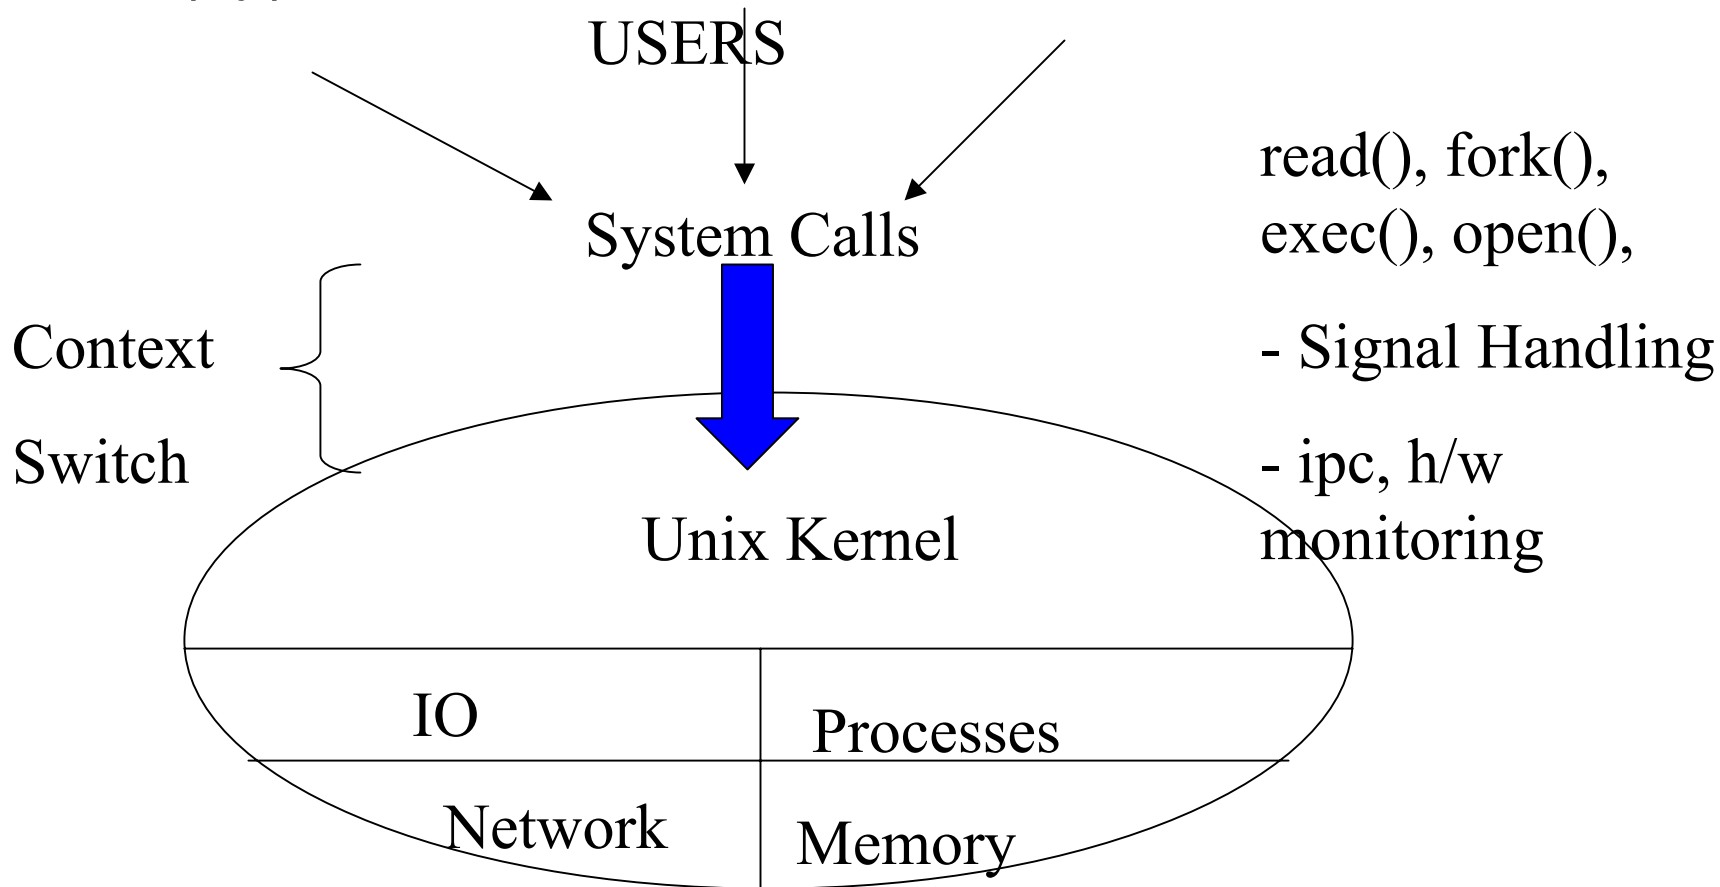 USERS
read(), fork(),
exec(), open(),
System Calls
Context
Switch
- Signal Handling
- ipc, h/w
monitoring
Unix Kernel
IO
Processes
Network
Memory